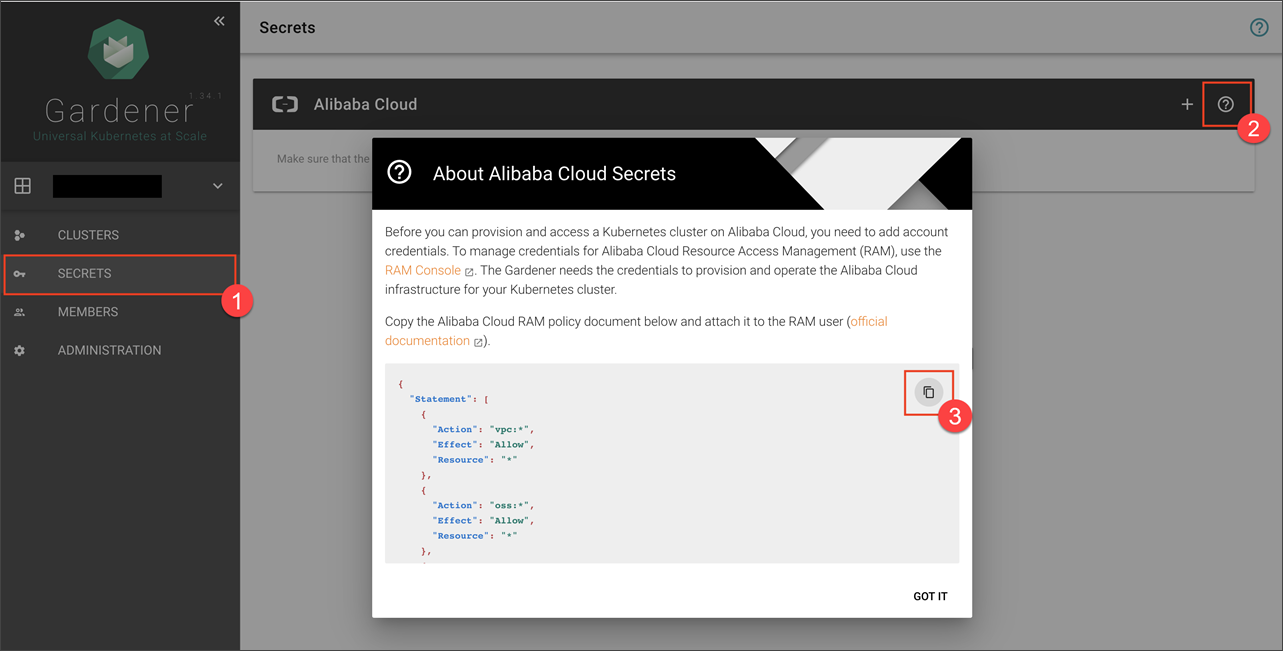 Gardener
1.34.1
Universal Kubernetes at Scale
CLUSTERS
SECRETS
1
MEMBERS
ADMINISTRATION
Secrets
Alibaba Cloud
2
Make sure that the
About Alibaba Cloud Secrets
Before you can provision and access a Kubernetes cluster on Alibaba Cloud, you need to add account
credentials. To manage credentials for Alibaba Cloud Resource Access Management (RAM), use the
RAM Console . The Gardener needs the credentials to provision and operate the Alibaba Cloud
infrastructure for your Kubernetes cluster.
Copy the Alibaba Cloud RAM policy document below and attach it to the RAM user (official
documentation ).
3
{
"Statement": [
{
"Action": "vpc:*",
"Effect": "Allow",
"Resource": "*"
},
{
"Action": "oss:*",
"Effect": "Allow",
"Resource": "*"
},
GOT IT